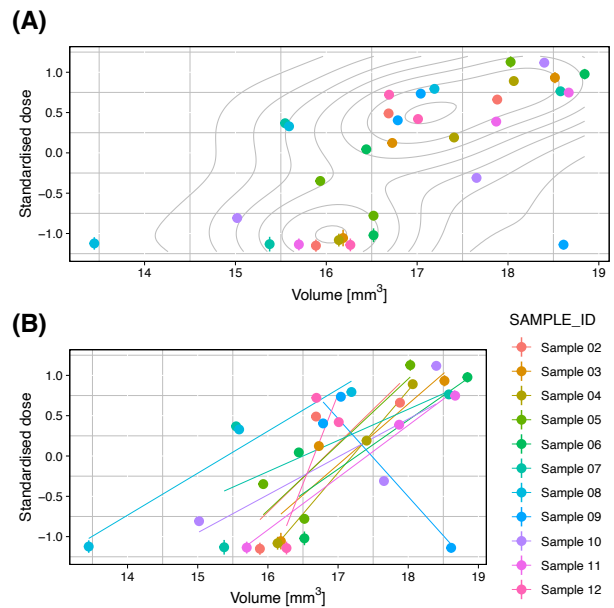 (A)
Standardised dose
1.0
0.5
0.0
−0.5
−1.0
14 15 16 17 18 19
Volume [mm³]
(B)
Standardised dose
1.0
0.5
0.0
−0.5
−1.0
14 15 16 17 18 19
Volume [mm³]
SAMPLE_ID
Sample 02
Sample 03
Sample 04
Sample 05
Sample 06
Sample 07
Sample 08
Sample 09
Sample 10
Sample 11
Sample 12